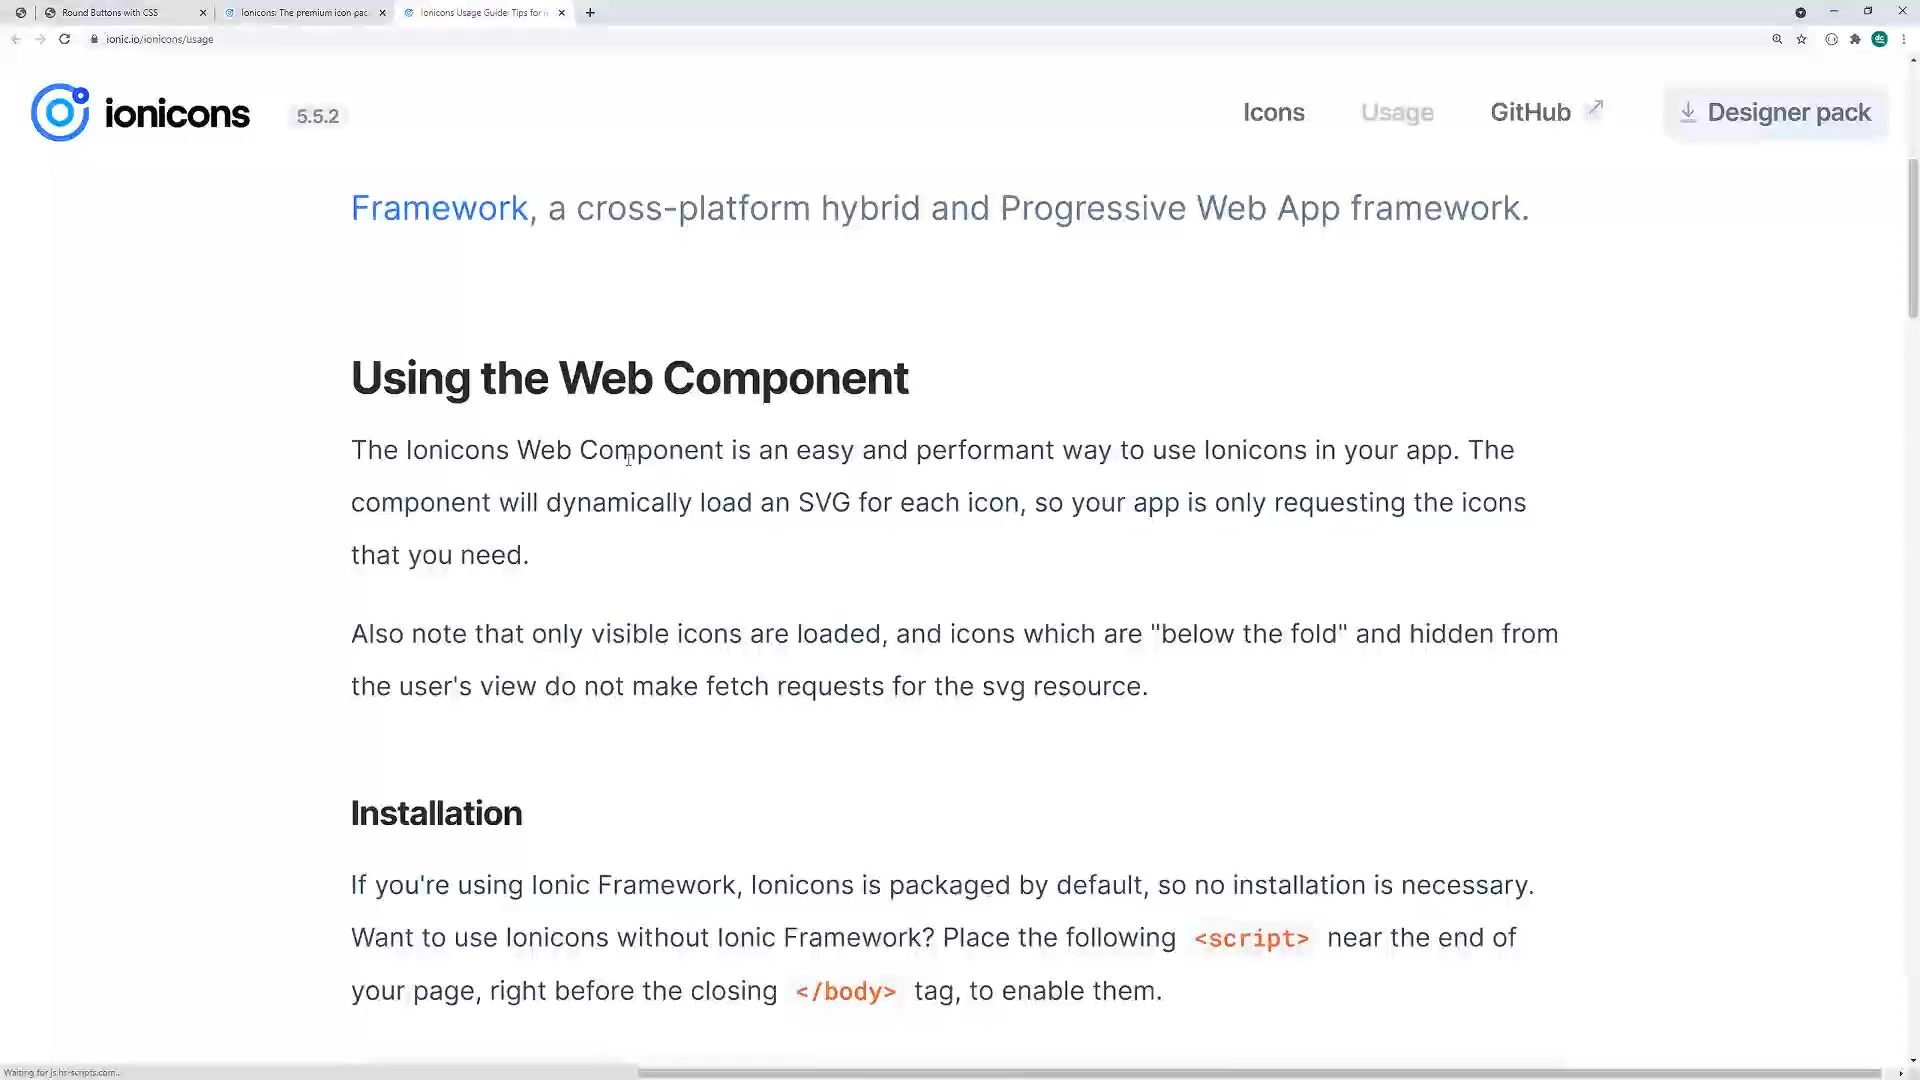 Round Buttons with CSS
Ionicons: The premium icon pac
Ionicons Usage Guide: Tips for i
ionic.io/ionicons/usage
ionicons
5.5.2
Icons
Usage
GitHub
Designer pack
Framework, a cross-platform hybrid and Progressive Web App framework.
Using the Web Component
The Ionicons Web Component is an easy and performant way to use Ionicons in your app. The
component will dynamically load an SVG for each icon, so your app is only requesting the icons
that you need.
Also note that only visible icons are loaded, and icons which are "below the fold" and hidden from
the user's view do not make fetch requests for the svg resource.
Installation
If you're using Ionic Framework, Ionicons is packaged by default, so no installation is necessary.
Want to use Ionicons without Ionic Framework? Place the following <script> near the end of
your page, right before the closing </body> tag, to enable them.
Waiting for js.hs-scripts.com...